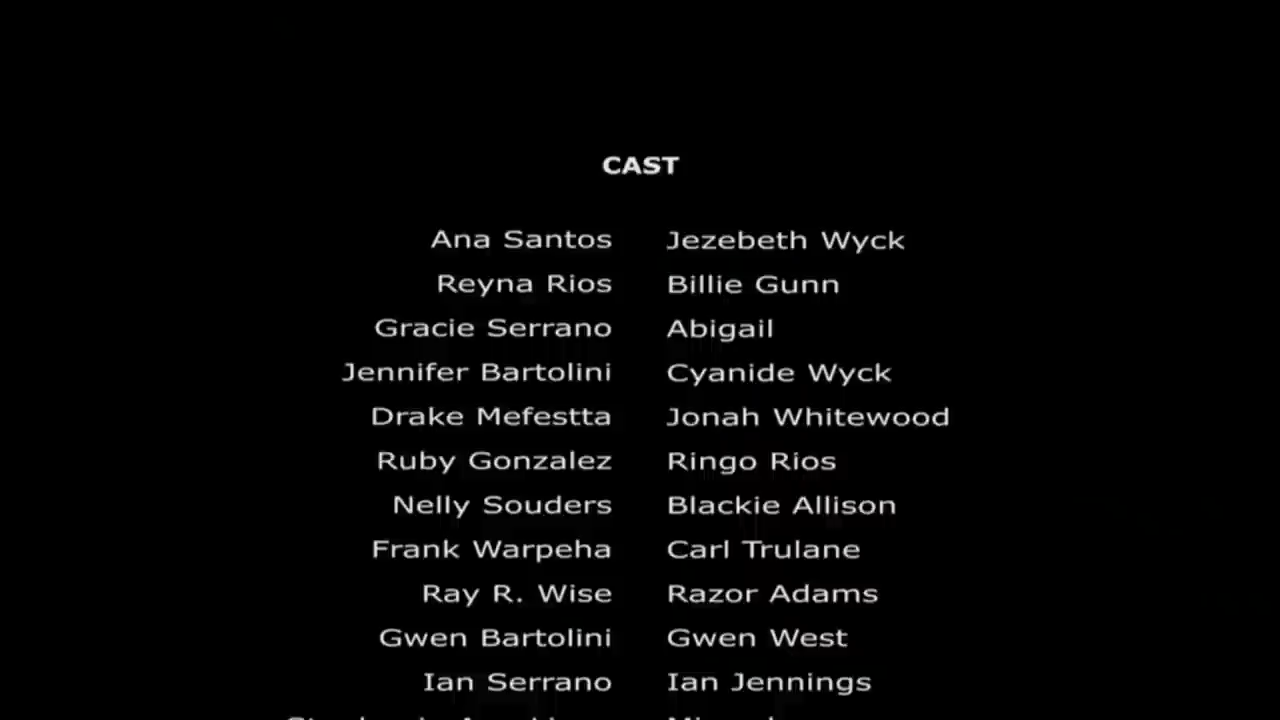 CAST
Ana Santos Jezebeth Wyck
Reyna Rios Billie Gunn
Gracie Serrano Abigail
Jennifer Bartolini Cyanide Wyck
Drake Mefestta Jonah Whitewood
Ruby Gonzalez Ringo Rios
Nelly Souders Blackie Allison
Frank Warpeha Carl Trulane
Ray R. Wise Razor Adams
Gwen Bartolini Gwen West
Ian Serrano Ian Jennings